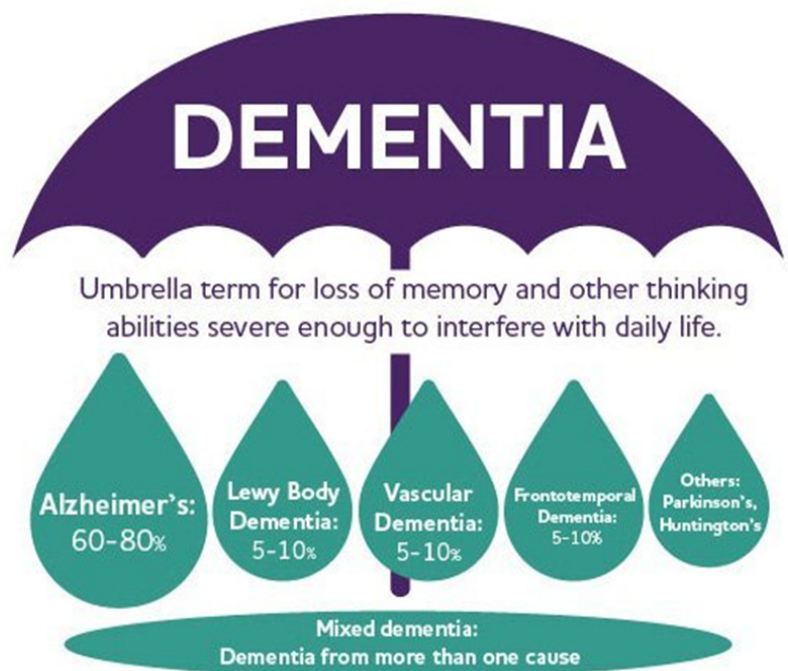 DEMENTIA
Umbrella term for loss of memory and other thinking
abilities severe enough to interfere with daily life.
Alzheimer's:
60-80%
Lewy Body
Dementia:
5-10%
Vascular
Dementia:
5-10%
Frontotemporal
Dementia:
5-10%
Others:
Parkinson's,
Huntington's
Mixed dementia:
Dementia from more than one cause